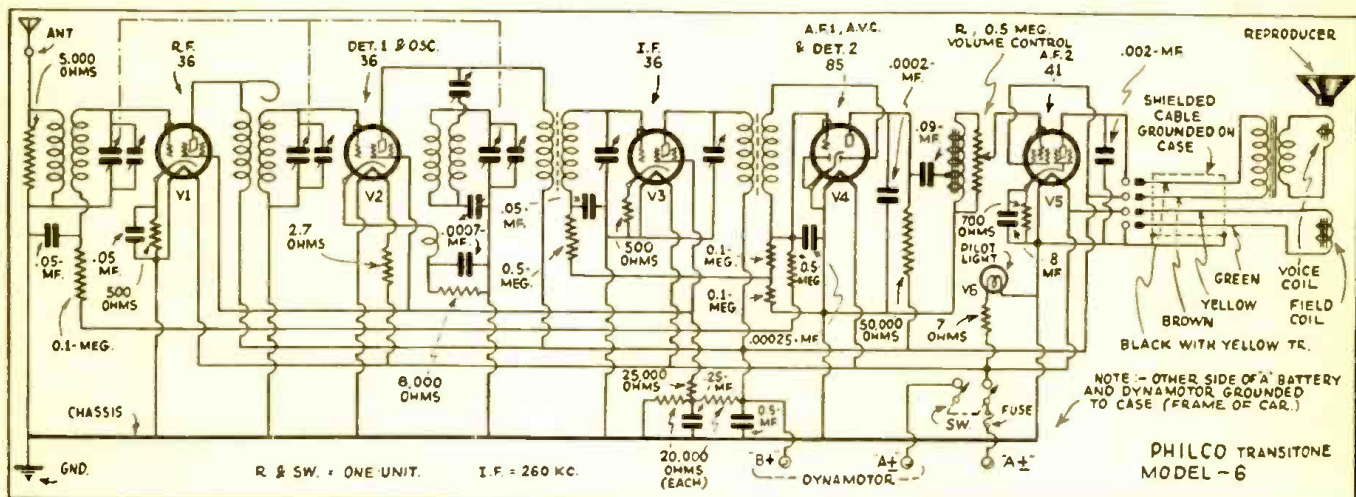 ANT
5,000
OHMS
R.F.
36
DET. 1 & OSC.
36
I.F.
36
A.F.1, A.V.C.
& DET. 2
85
.0002-
MF.
R, 0.5 MEG.
VOLUME CONTROL
A.F.2
41
.002-MF.
REPRODUCER
SHIELDED
CABLE
GROUNDED ON
CASE
.09-
MF.
V1
V2
V3
V4
V5
.05-
MF.
.05
MF.
500
OHMS
0.1-MEG.
2.7
OHMS
.0007-
MF.
.05-
MF.
0.5-
MEG.
500
OHMS
0.1-
MEG.
0.1-
MEG.
0.5-
MEG
700
OHMS
PILOT
LIGHT
V6
8
MF
GREEN
YELLOW
BROWN
BLACK WITH YELLOW TR.
VOICE
COIL
FIELD
COIL
50,000
OHMS
7
OHMS
.00025-MF
8,000
OHMS
25,000
OHMS
.25-
MF
0.5-
MF.
20,000
OHMS
(EACH)
SW.
FUSE
NOTE:- OTHER SIDE OF "A" BATTERY
AND DYNAMOTOR GROUNDED
TO CASE (FRAME OF CAR.)
CHASSIS
GND.
R & SW. = ONE UNIT.
I.F. = 260 KC.
"B+"
"A±"
"A±"
DYNAMOTOR
PHILCO TRANSITONE
MODEL-6